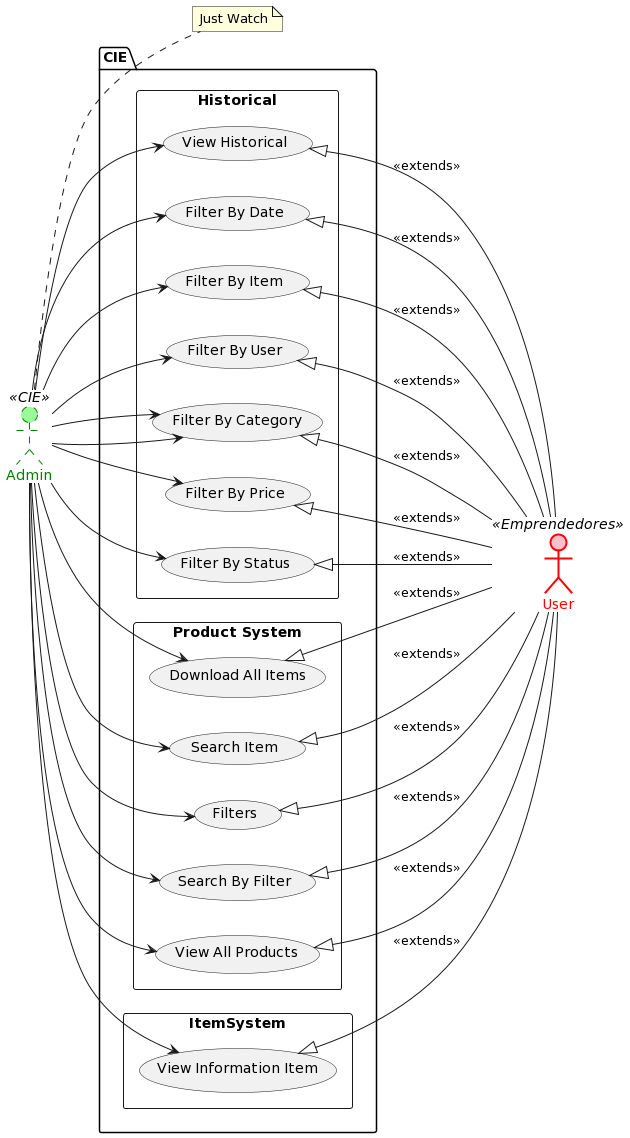 Just Watch
CIE
Historical
View Historical
«extends»
Filter By Date
«extends»
Filter By Item
«extends»
Filter By User
«extends»
«CIE»
Admin
Filter By Category
«extends»
Filter By Price
«extends»
«Emprendedores»
User
Filter By Status
«extends»
Product System
Download All Items
«extends»
Search Item
«extends»
Filters
«extends»
Search By Filter
«extends»
View All Products
«extends»
ItemSystem
View Information Item
«extends»